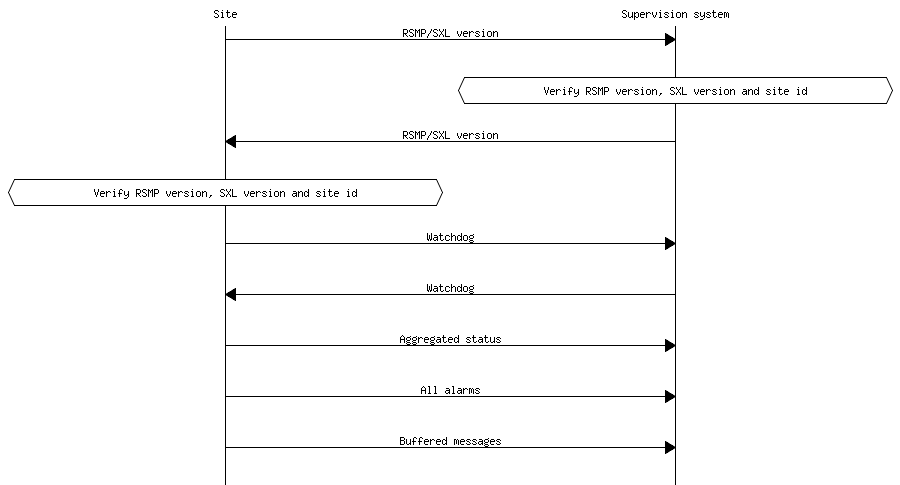 Site
Supervision system
RSMP/SXL version
Verify RSMP version, SXL version and site id
RSMP/SXL version
Verify RSMP version, SXL version and site id
Watchdog
Watchdog
Aggregated status
All alarms
Buffered messages